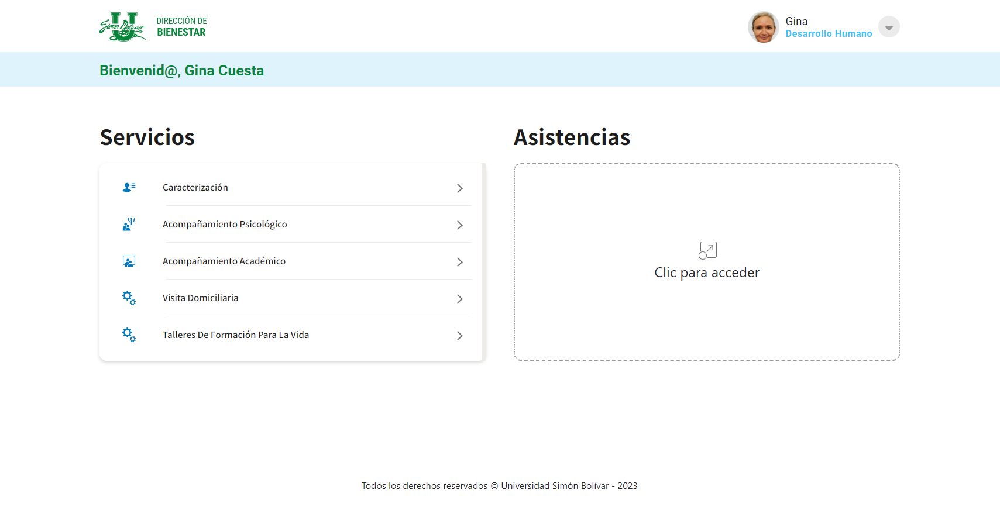 Simón Bolívar
U
DIRECCIÓN DE
BIENESTAR
Gina
Desarrollo Humano
Bienvenid@, Gina Cuesta
Servicios
Caracterización
Acompañamiento Psicológico
Acompañamiento Académico
Visita Domiciliaria
Talleres De Formación Para La Vida
Asistencias
Clic para acceder
Todos los derechos reservados © Universidad Simón Bolívar - 2023